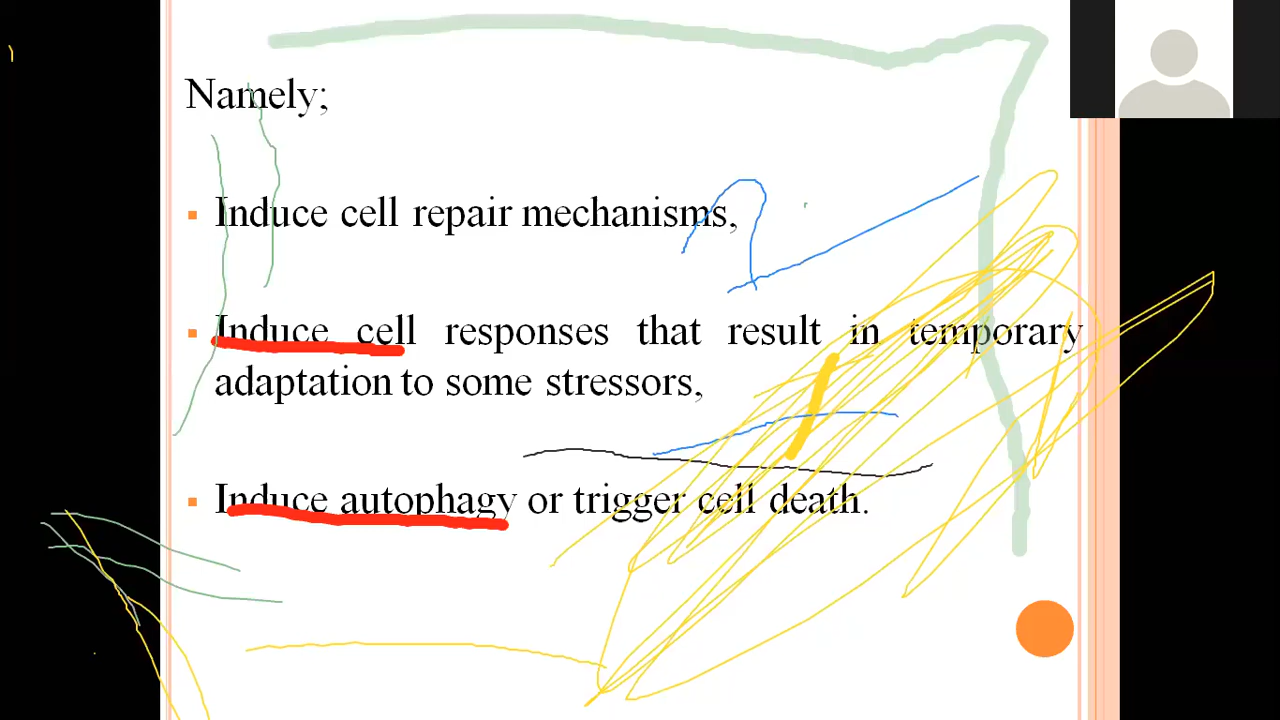 Namely;
Induce cell repair mechanisms,
Induce cell responses that result in temporary
adaptation to some stressors,
Induce autophagy or trigger cell death.